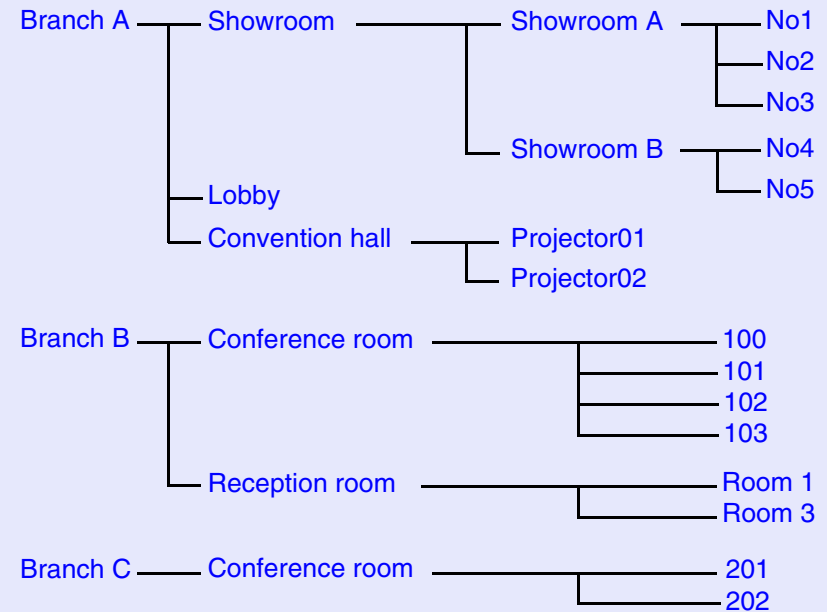 Branch A Showroom Showroom A No1
No2
No3
Showroom B No4
No5
Lobby
Convention hall Projector01
Projector02
Branch B Conference room 100
101
102
103
Reception room Room 1
Room 3
Branch C Conference room 201
202